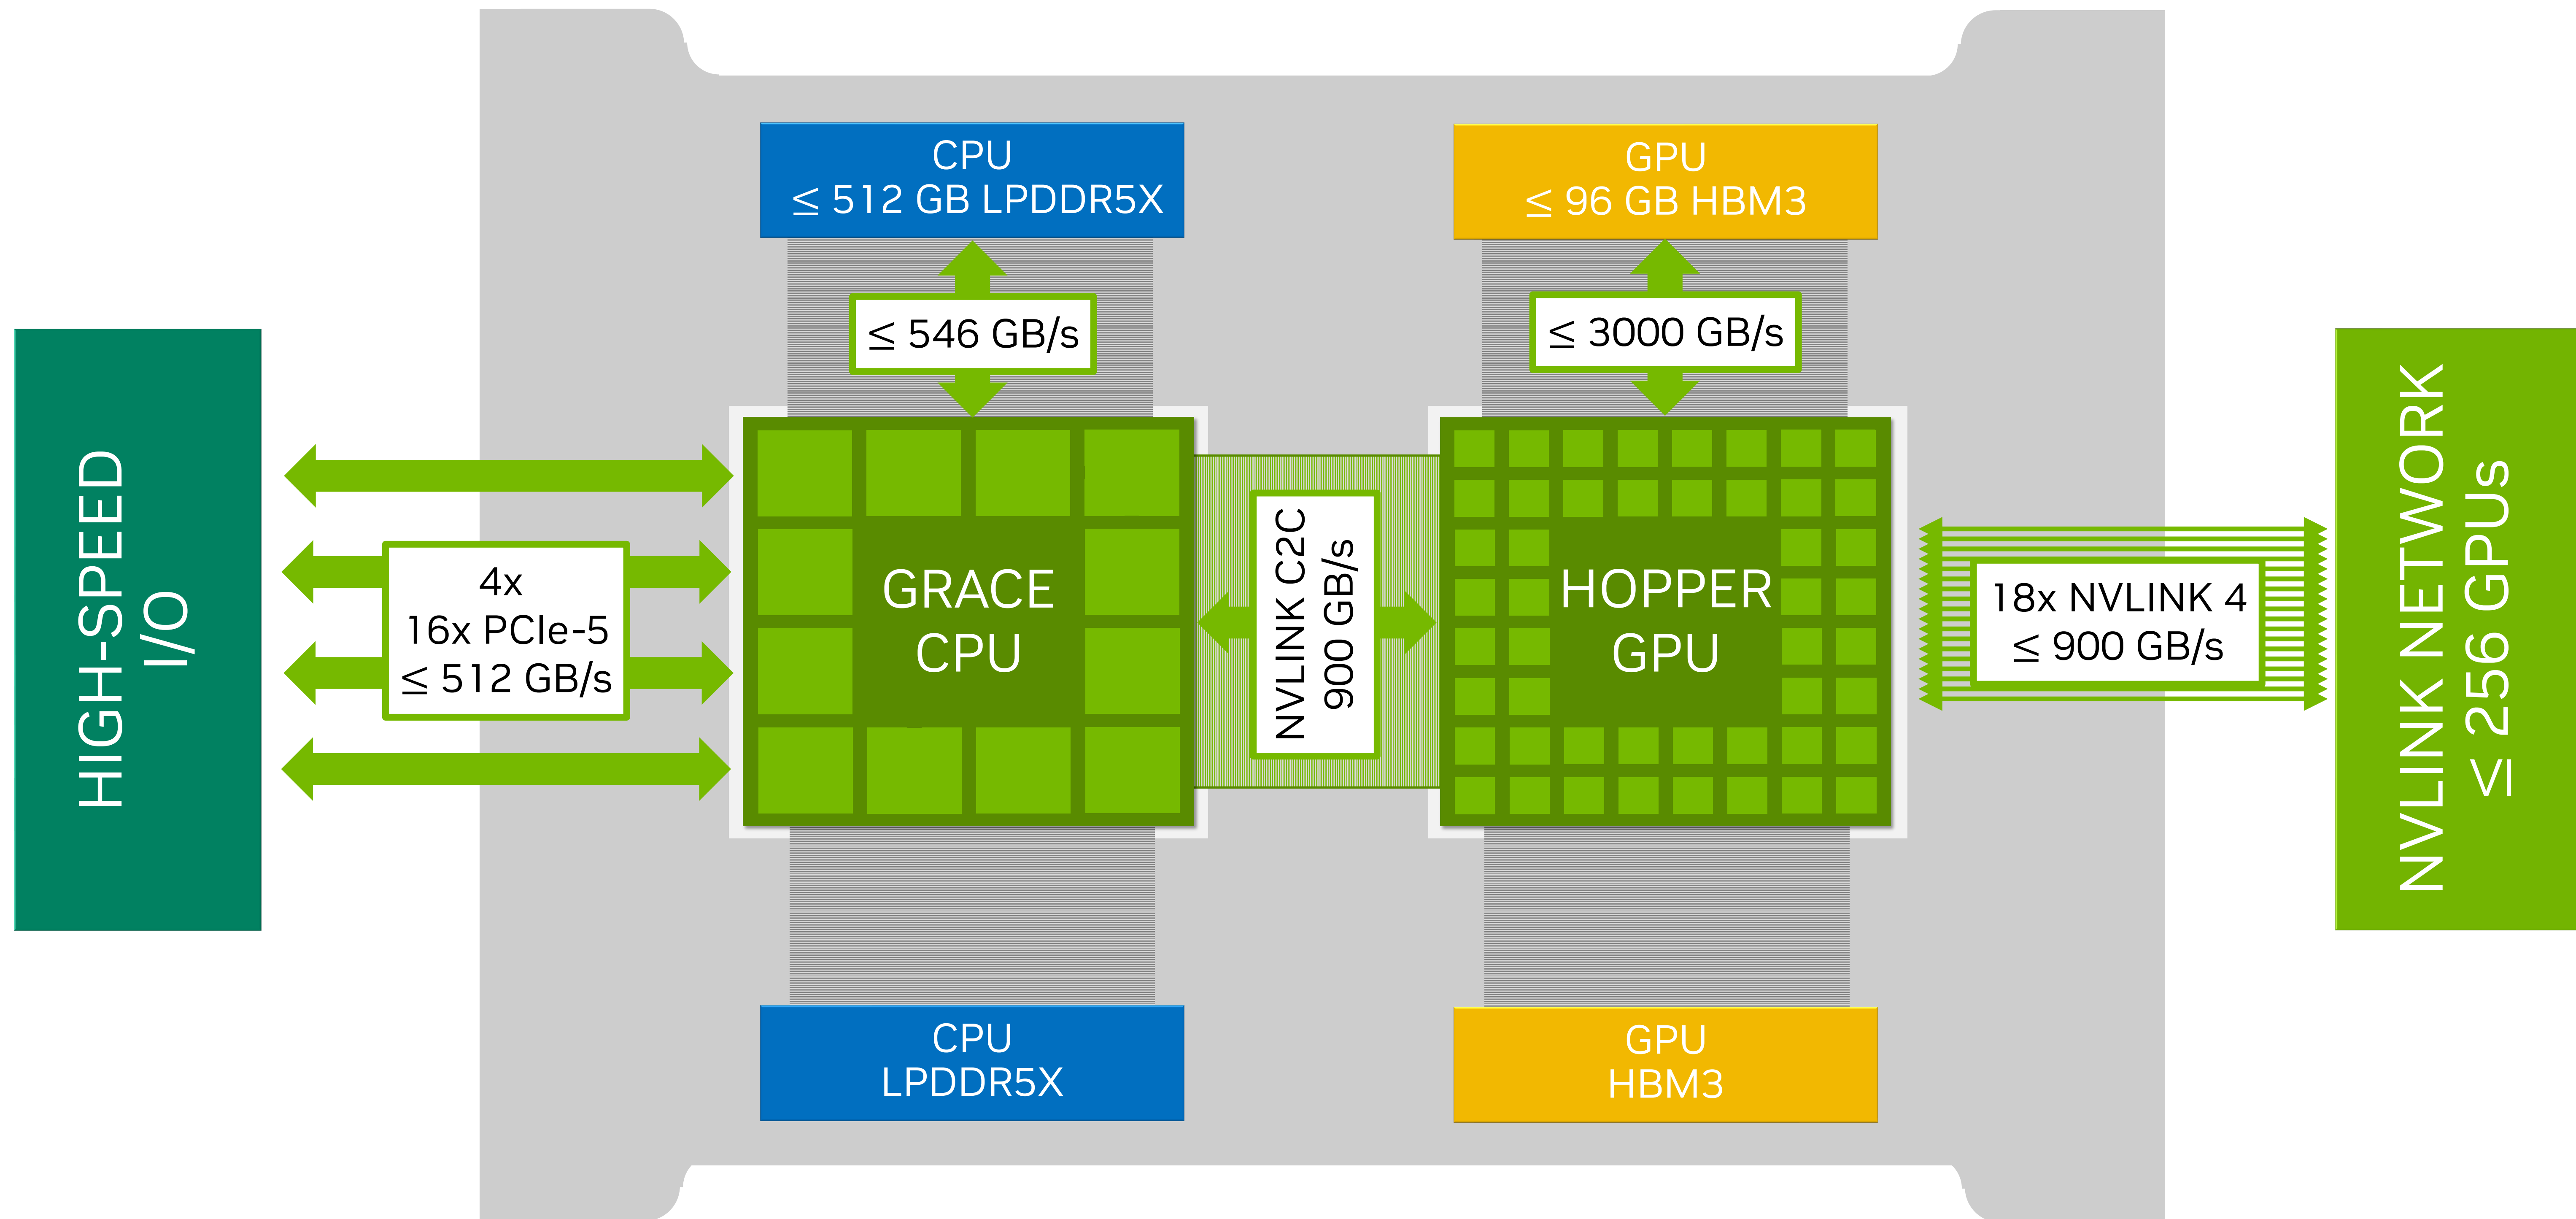 CPU
≤ 512 GB LPDDR5X
GPU
≤ 96 GB HBM3
≤ 546 GB/s
≤ 3000 GB/s
HIGH-SPEED
I/O
4x
16x PCIe-5
≤ 512 GB/s
GRACE
CPU
NVLINK C2C
900 GB/s
HOPPER
GPU
18x NVLINK 4
≤ 900 GB/s
NVLINK NETWORK
≤ 256 GPUs
CPU
LPDDR5X
GPU
HBM3